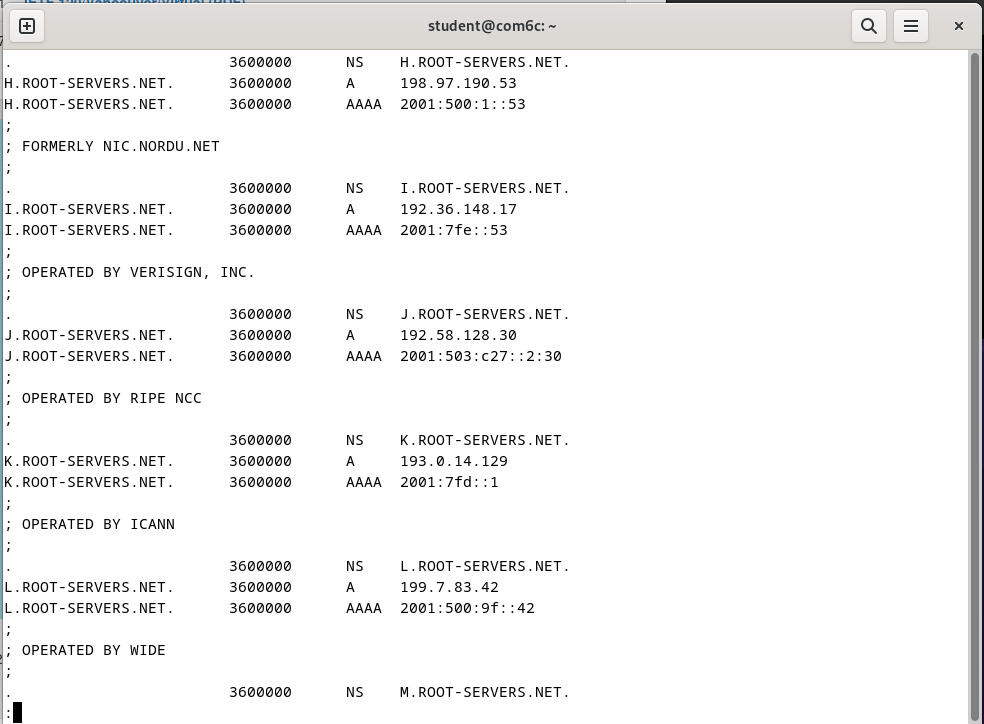 student@com6c: ~
. 3600000 NS H.ROOT-SERVERS.NET.
H.ROOT-SERVERS.NET. 3600000 A 198.97.190.53
H.ROOT-SERVERS.NET. 3600000 AAAA 2001:500:1::53
;
; FORMERLY NIC.NORDU.NET
;
. 3600000 NS I.ROOT-SERVERS.NET.
I.ROOT-SERVERS.NET. 3600000 A 192.36.148.17
I.ROOT-SERVERS.NET. 3600000 AAAA 2001:7fe::53
;
; OPERATED BY VERISIGN, INC.
;
. 3600000 NS J.ROOT-SERVERS.NET.
J.ROOT-SERVERS.NET. 3600000 A 192.58.128.30
J.ROOT-SERVERS.NET. 3600000 AAAA 2001:503:c27::2:30
;
; OPERATED BY RIPE NCC
;
. 3600000 NS K.ROOT-SERVERS.NET.
K.ROOT-SERVERS.NET. 3600000 A 193.0.14.129
K.ROOT-SERVERS.NET. 3600000 AAAA 2001:7fd::1
;
; OPERATED BY ICANN
;
. 3600000 NS L.ROOT-SERVERS.NET.
L.ROOT-SERVERS.NET. 3600000 A 199.7.83.42
L.ROOT-SERVERS.NET. 3600000 AAAA 2001:500:9f::42
;
; OPERATED BY WIDE
;
. 3600000 NS M.ROOT-SERVERS.NET.
: